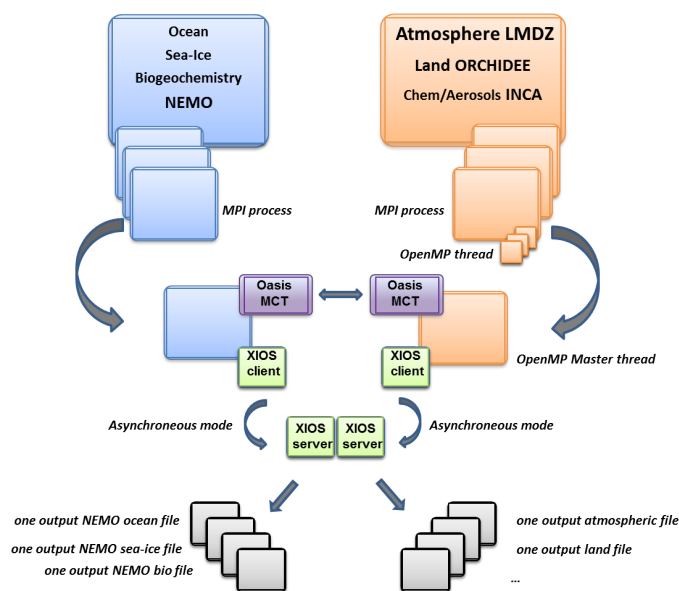 Ocean
Sea-Ice
Biogeochemistry
NEMO
Atmosphere LMDZ
Land ORCHIDEE
Chem/Aerosols INCA
MPI process
MPI process
OpenMP thread
Oasis
MCT
Oasis
MCT
XIOS
client
XIOS
client
OpenMP Master thread
Asynchroneous mode
Asynchroneous mode
XIOS
server
XIOS
server
one output NEMO ocean file
one output NEMO sea-ice file
one output NEMO bio file
one output atmospheric file
one output land file
...